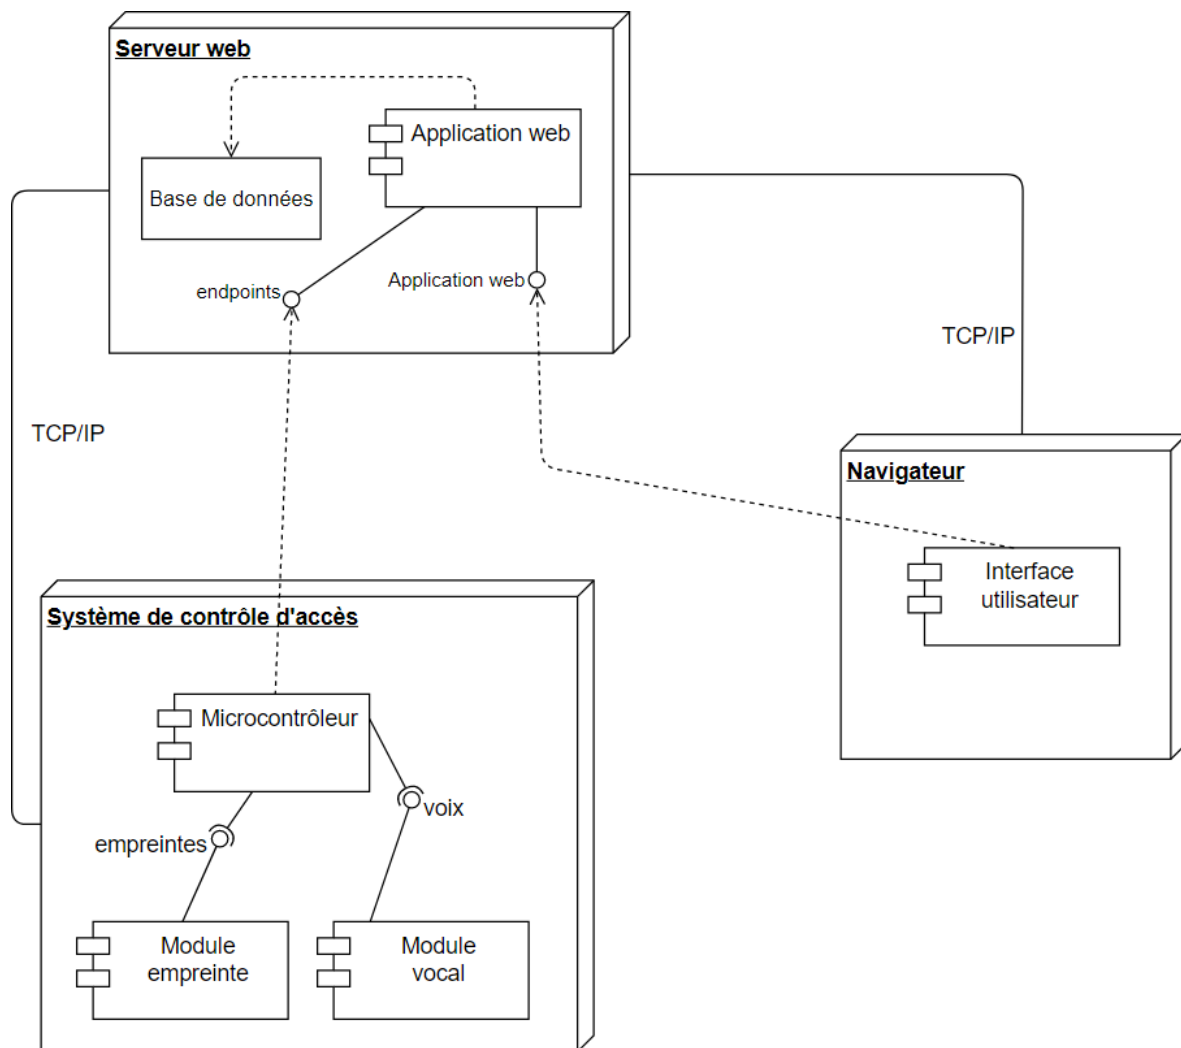 Serveur web
Application web
Base de données
Application web
endpoints
TCP/IP
TCP/IP
Navigateur
Interface
utilisateur
Système de contrôle d'accès
Microcontrôleur
voix
empreintes
Module
empreinte
Module
vocal